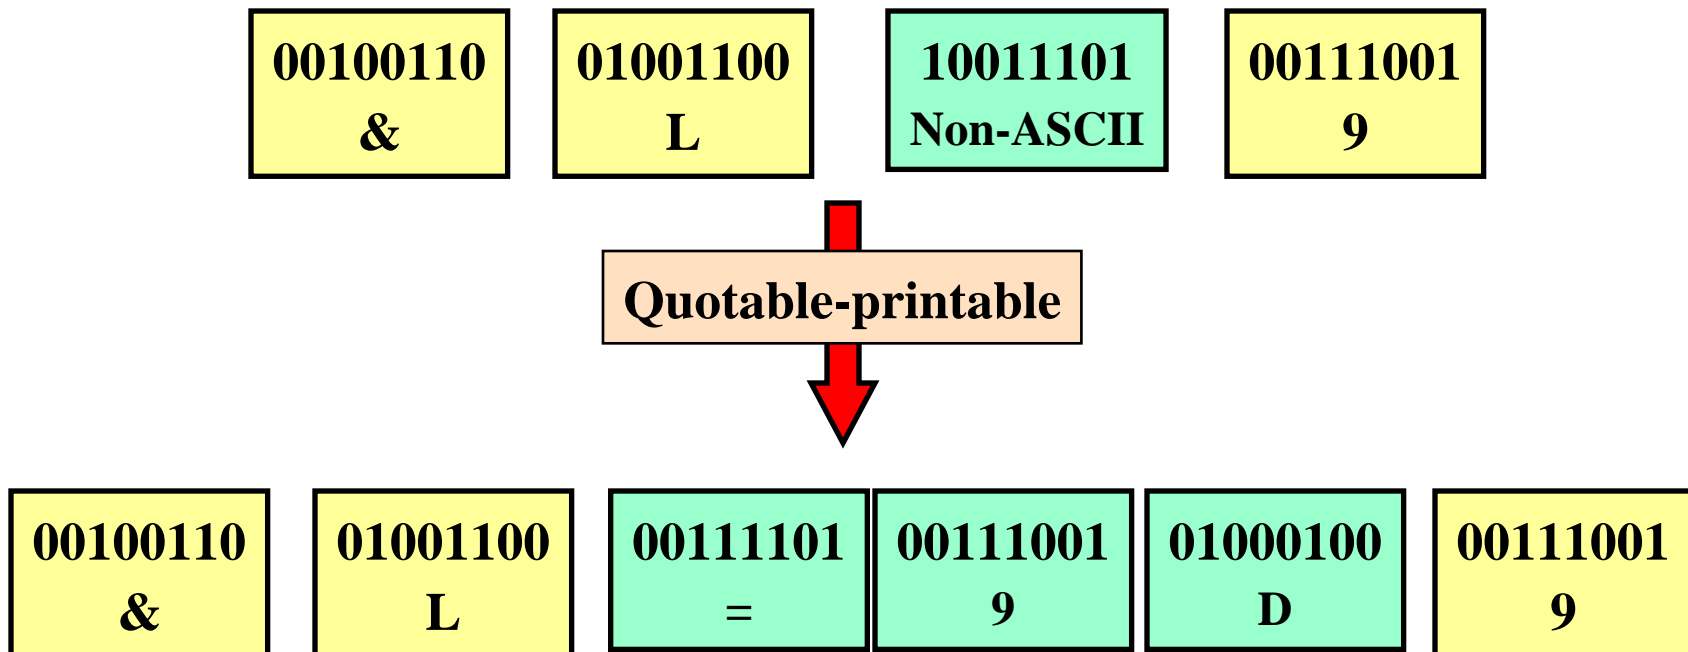 00100110 01001100 10011101 00111001
& L Non-ASCII 9
Quotable-printable
00100110 01001100 00111101 00111001 01000100 00111001
& L = 9 D 9